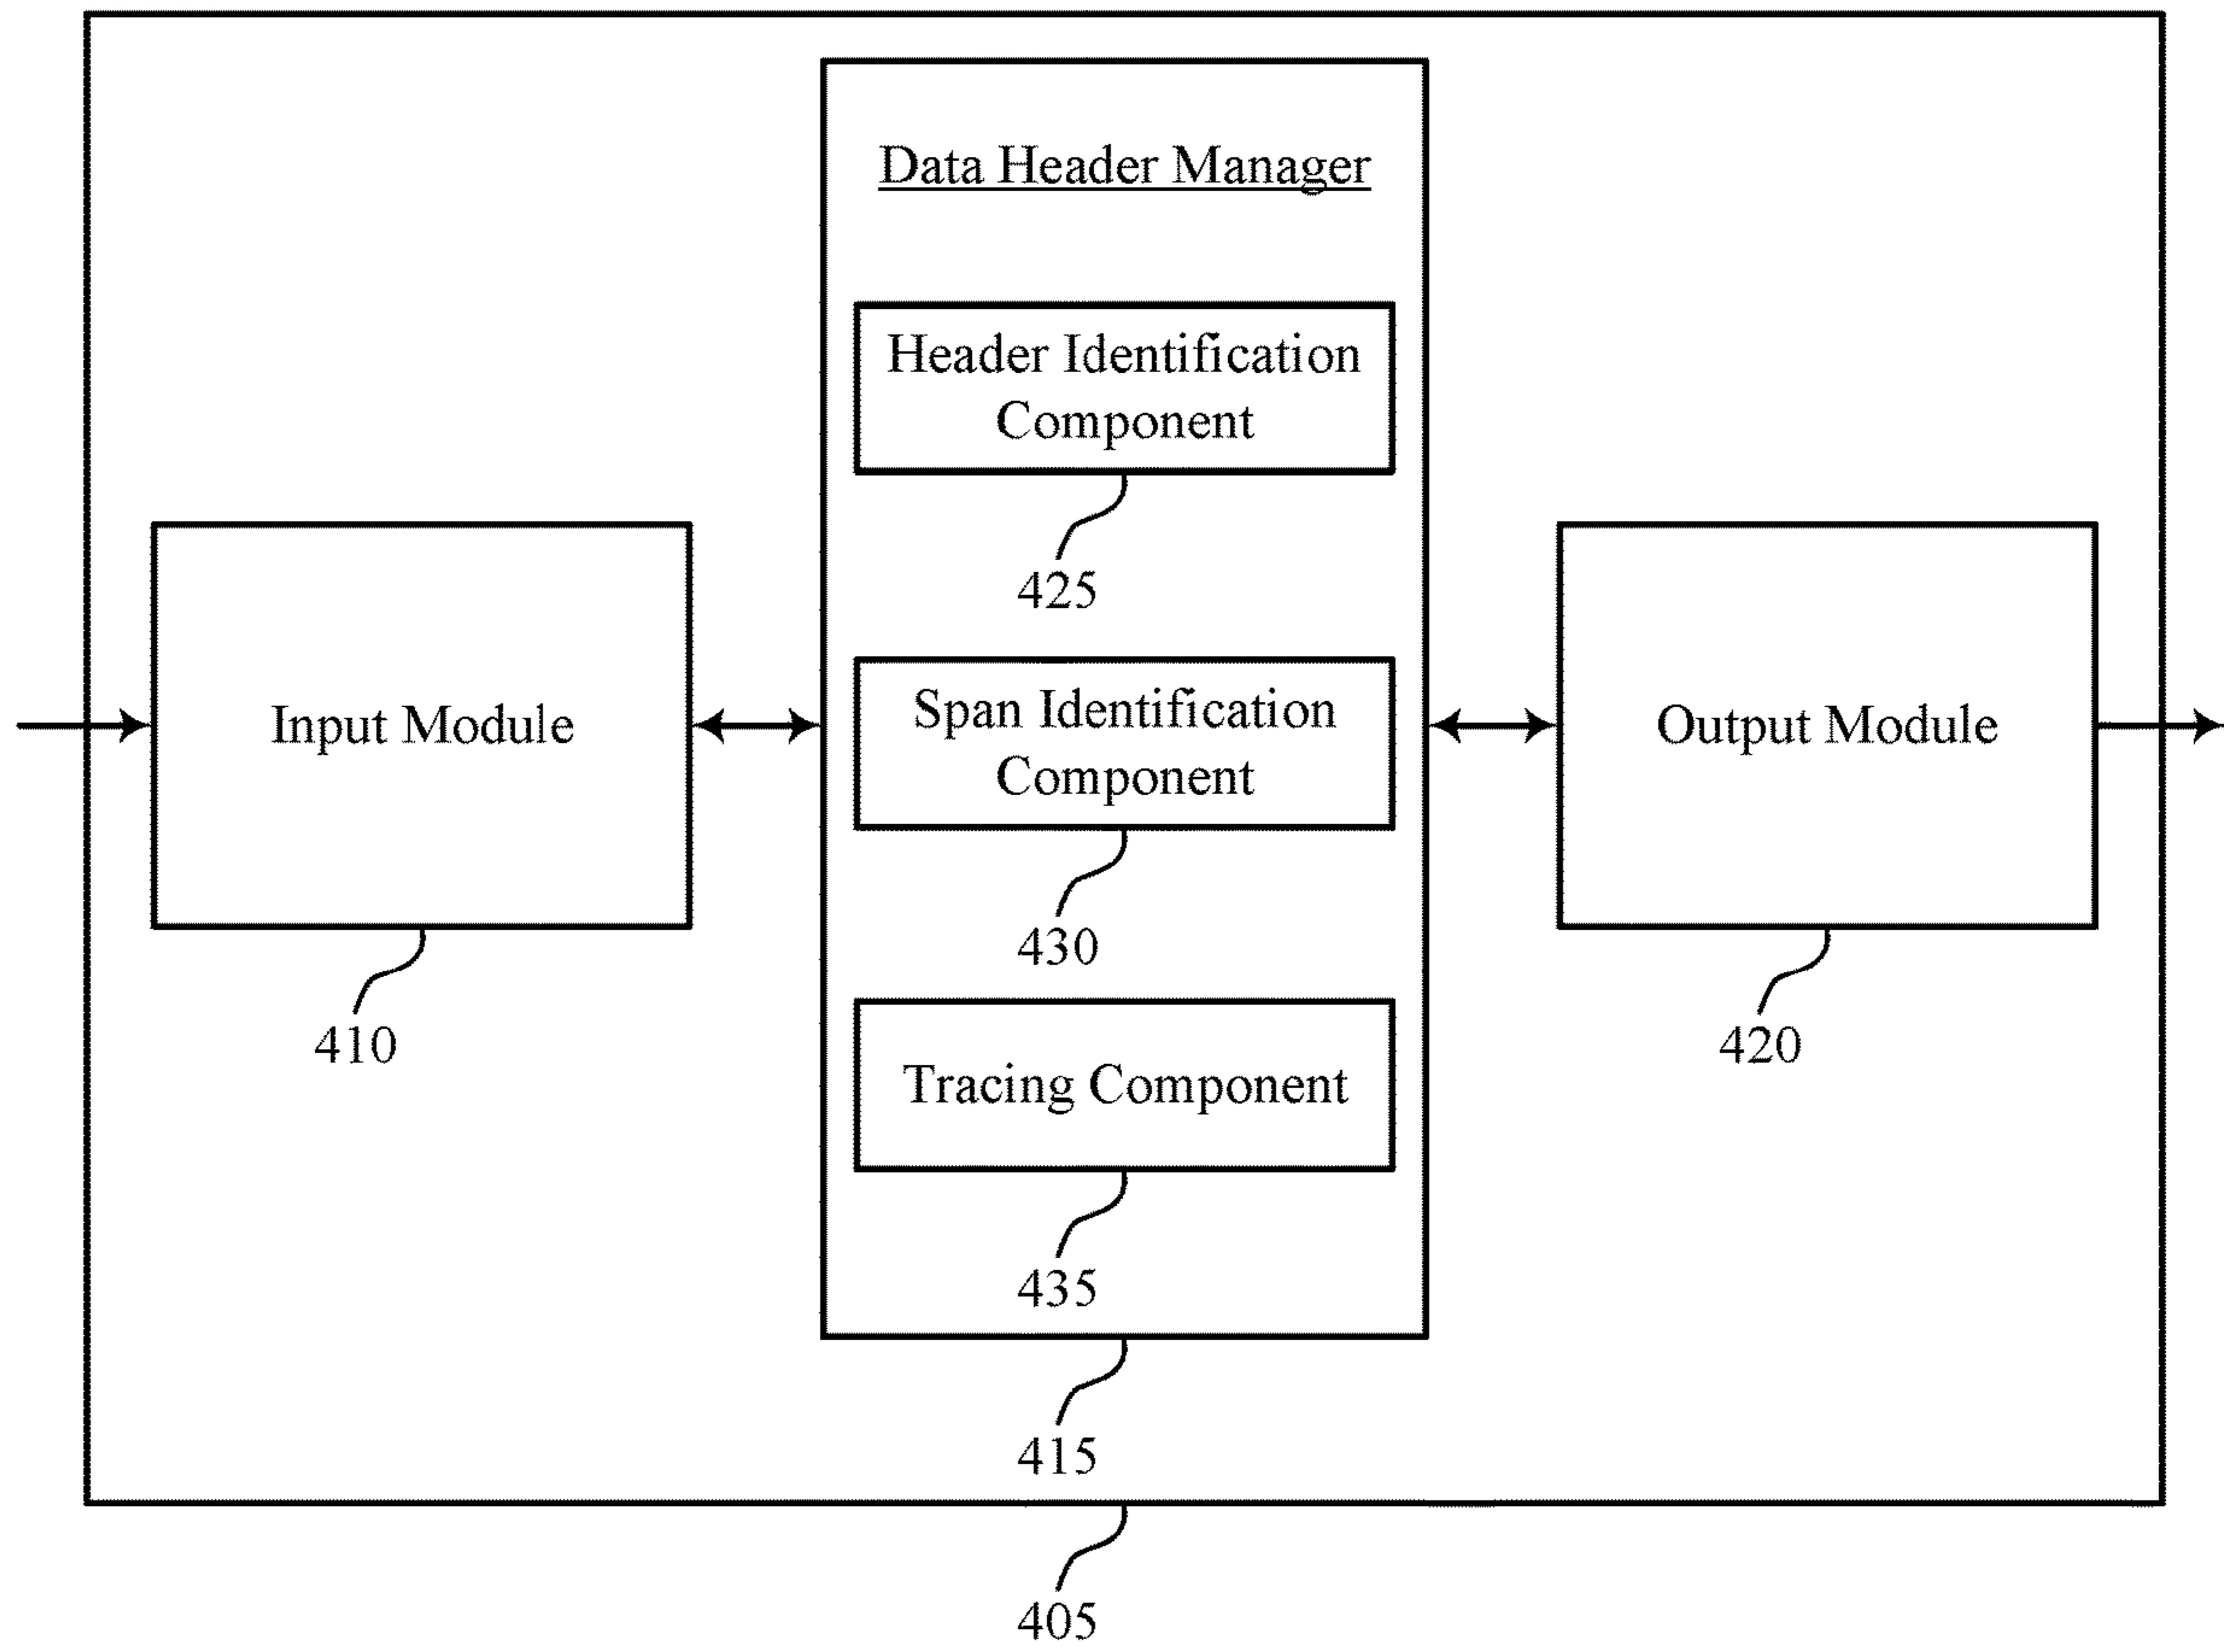 Data Header Manager
Header Identification
Component
425
Input Module
410
Span Identification
Component
430
Output Module
420
Tracing Component
435
415
405